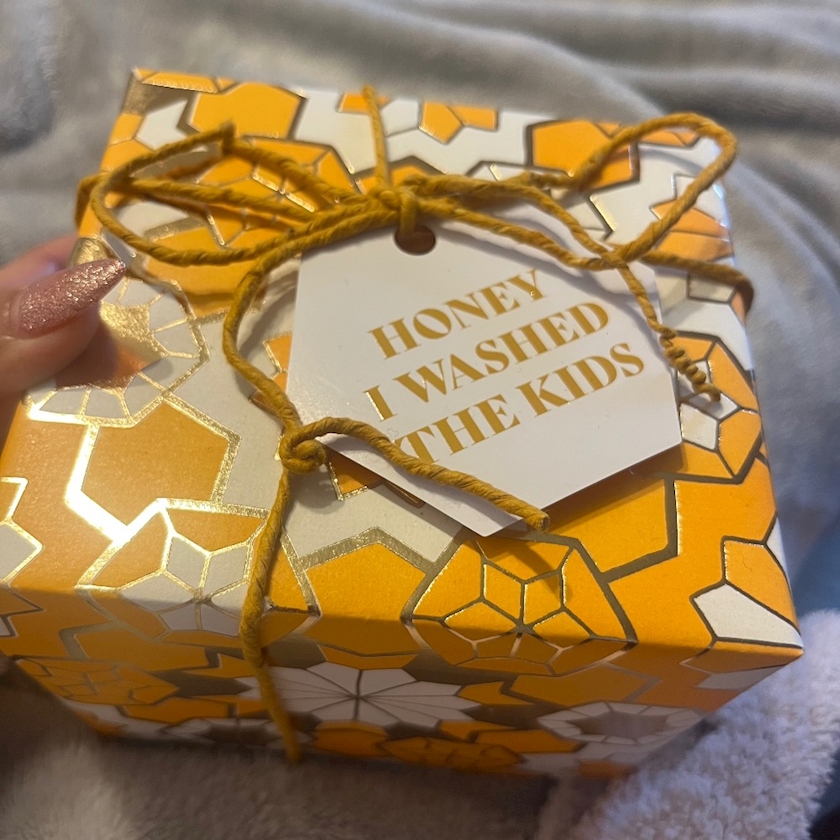 HONEY
I WASHED
THE KIDS